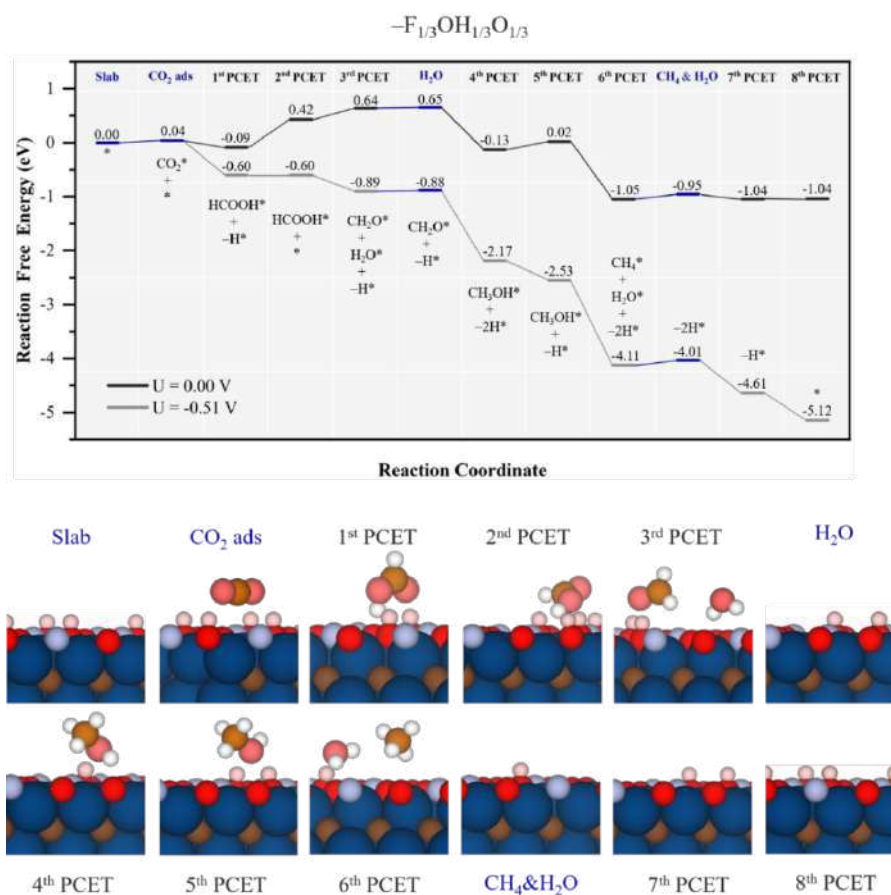 –F1/3OH1/3O1/3
Slab CO2 ads 1st PCET 2nd PCET 3rd PCET H2O 4th PCET 5th PCET 6th PCET CH4 & H2O 7th PCET 8th PCET
Reaction Free Energy (eV)
1
0
-1
-2
-3
-4
-5
0.00 0.04 -0.09 0.42 0.64 0.65 -0.13 0.02 -1.05 -0.95 -1.04 -1.04
-0.60 -0.60 -0.89 -0.88 -2.17 -2.53 -4.11 -4.01 -4.61 -5.12
*
CO2*
+
*
HCOOH*
+
–H*
HCOOH*
+
*
CH2O*
+
H2O*
+
–H*
CH2O*
+
–H*
CH3OH*
+
–2H*
CH3OH*
+
–H*
CH4*
+
H2O*
+
–2H*
–2H*
–H*
*
U = 0.00 V
U = -0.51 V
Reaction Coordinate
Slab CO2 ads 1st PCET 2nd PCET 3rd PCET H2O
4th PCET 5th PCET 6th PCET CH4&H2O 7th PCET 8th PCET